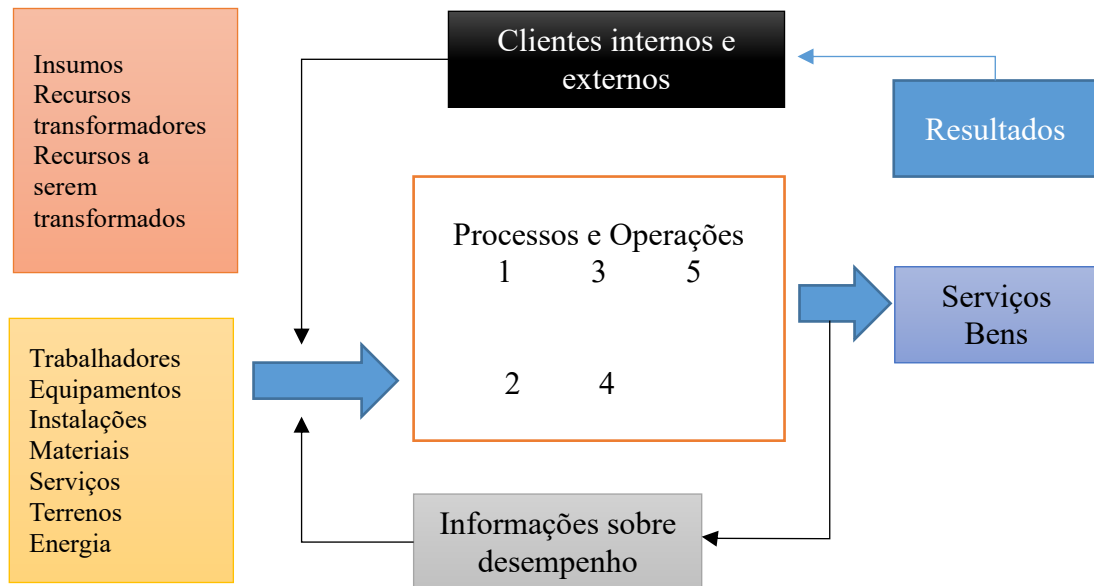 Insumos
Recursos
transformadores
Recursos a
serem
transformados
Clientes internos e
externos
Resultados
Processos e Operações
1 3 5
2 4
Serviços
Bens
Trabalhadores
Equipamentos
Instalações
Materiais
Serviços
Terrenos
Energia
Informações sobre
desempenho